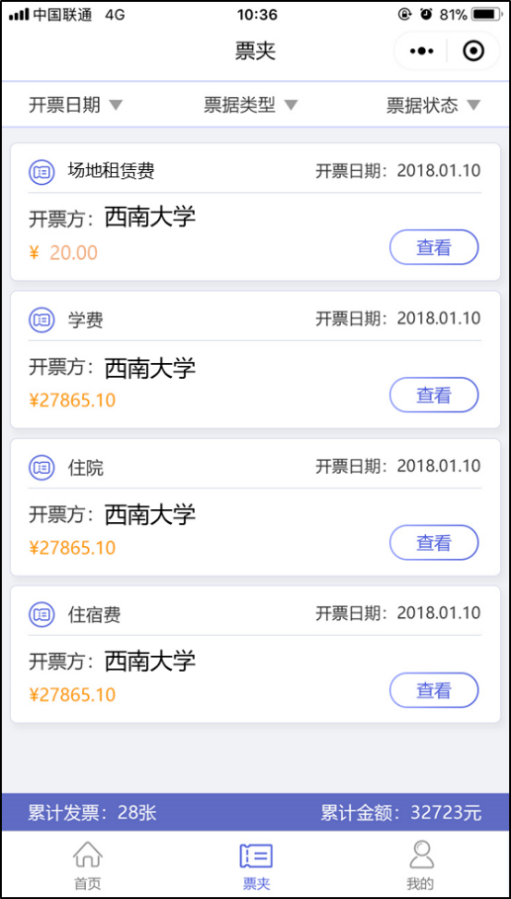 中国联通 4G 10:36 81%
票夹
开票日期 票据类型 票据状态
场地租赁费 开票日期：2018.01.10
开票方：西南大学
¥ 20.00 查看
学费 开票日期：2018.01.10
开票方：西南大学
¥27865.10 查看
住院 开票日期：2018.01.10
开票方：西南大学
¥27865.10 查看
住宿费 开票日期：2018.01.10
开票方：西南大学
¥27865.10 查看
累计发票：28张 累计金额：32723元
首页 票夹 我的